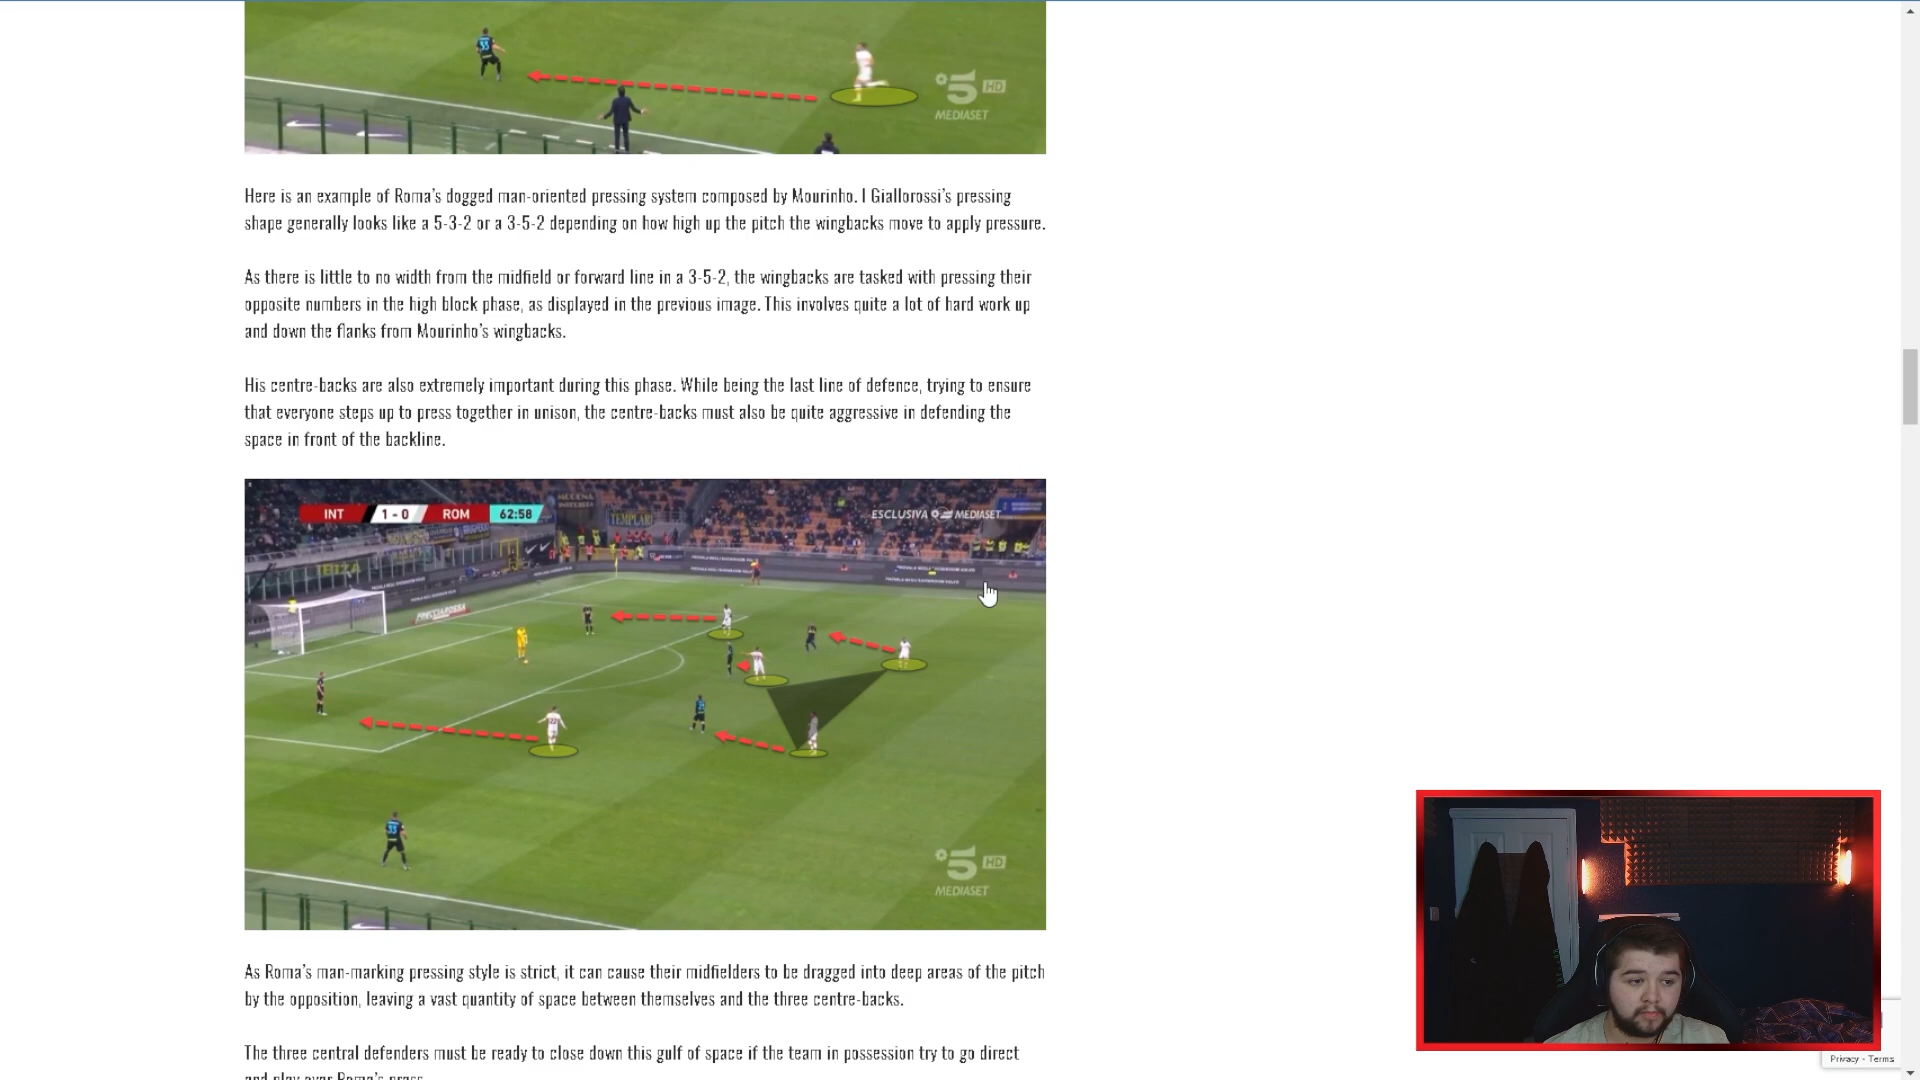 33
5 HD
MEDIASET
Here is an example of Roma's dogged man-oriented pressing system composed by Mourinho. I Giallorossi's pressing
shape generally looks like a 5-3-2 or a 3-5-2 depending on how high up the pitch the wingbacks move to apply pressure.
As there is little to no width from the midfield or forward line in a 3-5-2, the wingbacks are tasked with pressing their
opposite numbers in the high block phase, as displayed in the previous image. This involves quite a lot of hard work up
and down the flanks from Mourinho's wingbacks.
His centre-backs are also extremely important during this phase. While being the last line of defence, trying to ensure
that everyone steps up to press together in unison, the centre-backs must also be quite aggressive in defending the
space in front of the backline.
INT 1 - 0 ROM 62:58
ESCLUSIVA MEDIASET
TEMPLARI
IBIZA
FRECCIAROSSA
22
33
5 HD
MEDIASET
As Roma's man-marking pressing style is strict, it can cause their midfielders to be dragged into deep areas of the pitch
by the opposition, leaving a vast quantity of space between themselves and the three centre-backs.
The three central defenders must be ready to close down this gulf of space if the team in possession try to go direct
and play over Roma's press.
Privacy - Terms